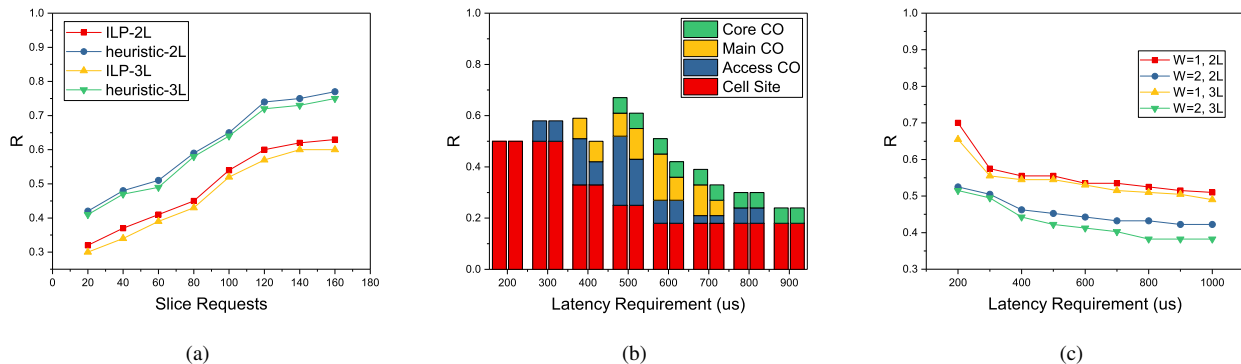 1.0
0.9
0.8
0.7
0.6
0.5
0.4
0.3
R
0 20 40 60 80 100 120 140 160 180
Slice Requests
ILP-2L
heuristic-2L
ILP-3L
heuristic-3L
(a)
1.0
0.8
0.6
0.4
0.2
0.0
R
200 300 400 500 600 700 800 900
Latency Requirement (us)
Core CO
Main CO
Access CO
Cell Site
(b)
1.0
0.9
0.8
0.7
0.6
0.5
0.4
0.3
R
200 400 600 800 1000
Latency Requirement (us)
W=1, 2L
W=2, 2L
W=1, 3L
W=2, 3L
(c)